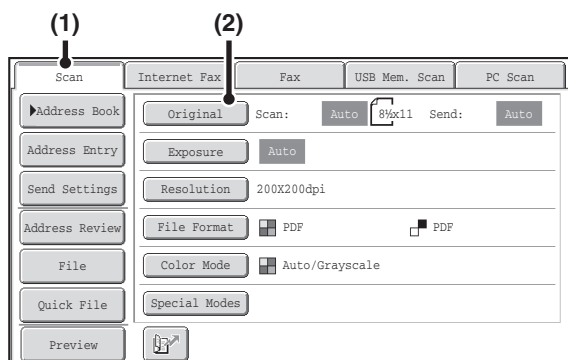 (1) (2)
Scan Internet Fax Fax USB Mem. Scan PC Scan
Address Book Original Scan: Auto 8½x11 Send: Auto
Address Entry Exposure Auto
Send Settings Resolution 200X200dpi
Address Review File Format PDF PDF
File Color Mode Auto/Grayscale
Quick File Special Modes
Preview